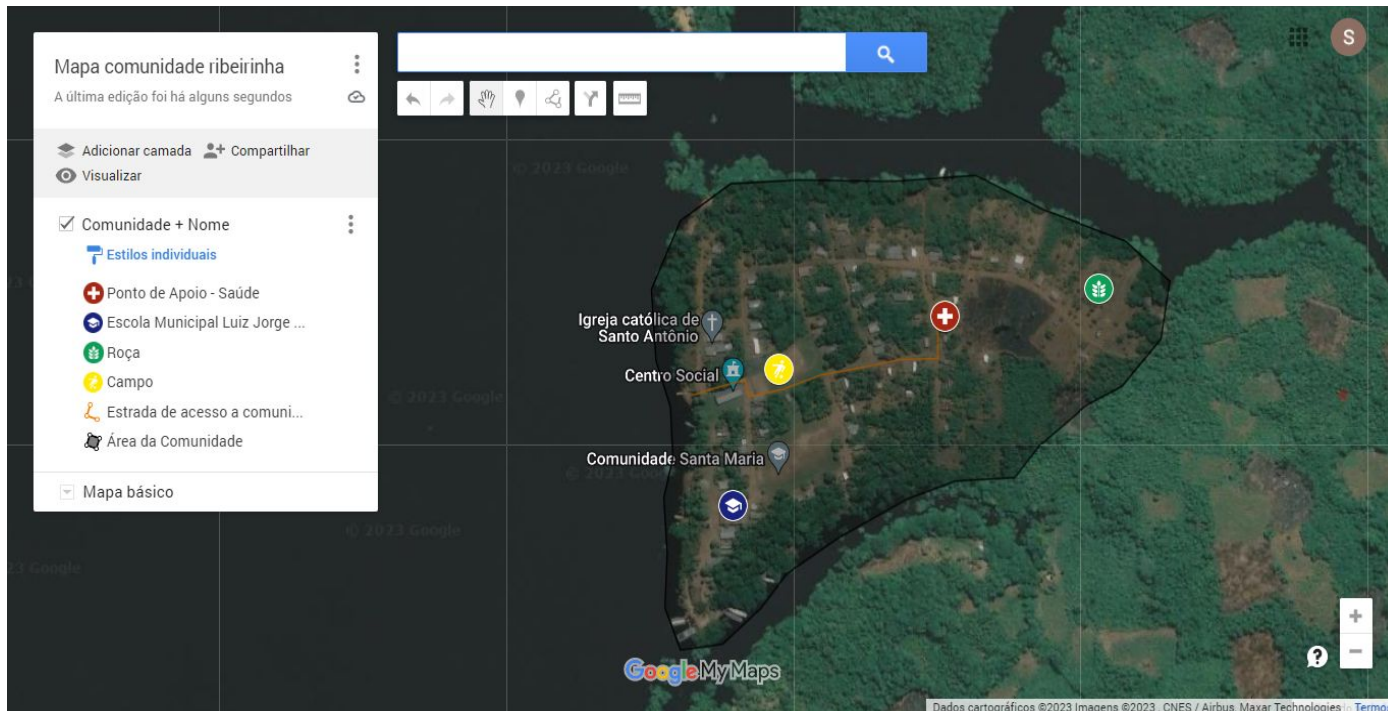 Mapa comunidade ribeirinha
A última edição foi há alguns segundos
Adicionar camada
Compartilhar
Visualizar
Comunidade + Nome
Estilos individuais
Ponto de Apoio - Saúde
Escola Municipal Luiz Jorge ...
Roça
Campo
Estrada de acesso a comuni...
Área da Comunidade
Mapa básico
S
© 2023 Google
Igreja católica de
Santo Antônio
Centro Social
© 2023 Google
Comunidade Santa Maria
© 2023 Google
© 2023 Google
23 Google
Google My Maps
Dados cartográficos ©2023 Imagens ©2023 , CNES / Airbus, Maxar Technologies
Termos